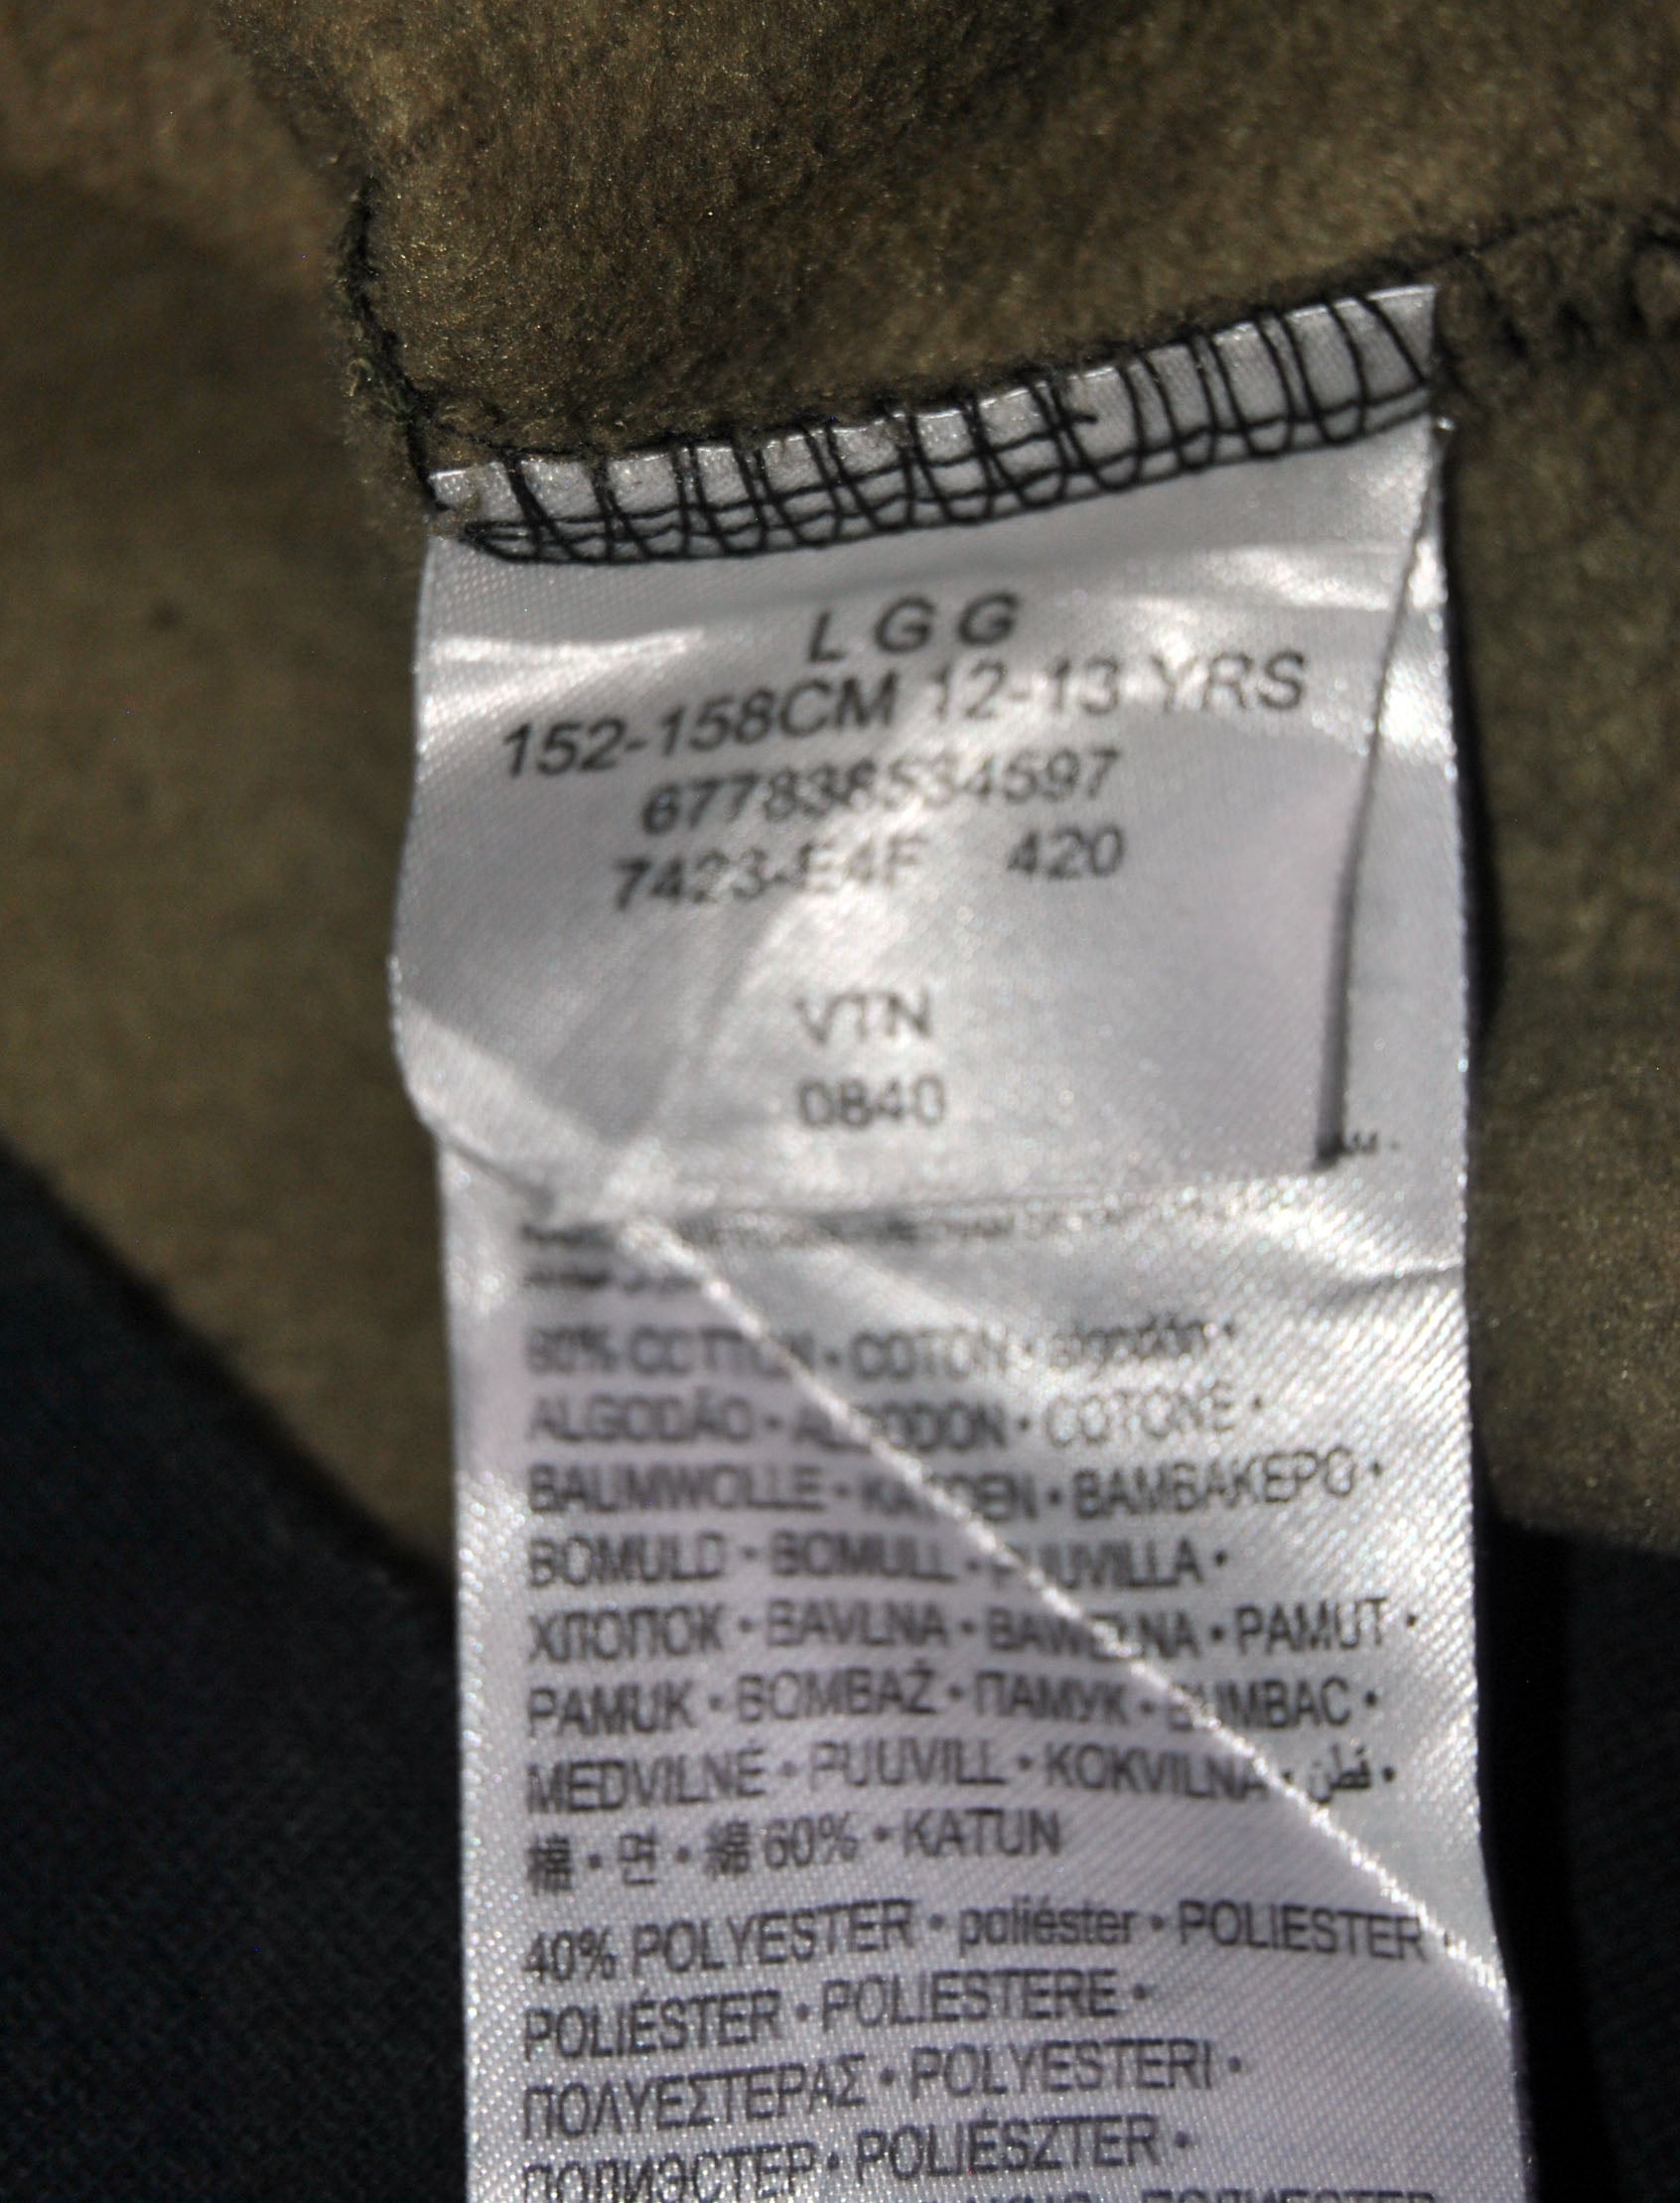 L G G
152-158CM 12-13 YRS
677838534597
7423-E4F 420
VTN
0840
60% COTTON • COTON • algodón •
ALGODÃO • ALGODON • COTONE •
BAUMWOLLE • KATOEN • ΒΑΜΒΑΚΕΡΟ •
BOMULD • BOMULL • PUUVILLA •
ХЛОПОК • BAVLNA • BAWEŁNA • PAMUT •
PAMUK • BOMBAŽ • ПАМУК • BUMBAC •
MEDVILNĖ • PUUVILL • KOKVILNA • قطن •
綿 • 면 • 綿 60% • KATUN
40% POLYESTER • poliéster • POLIESTER •
POLIÉSTER • POLIESTERE •
ΠΟΛΥΕΣΤΕΡΑΣ • POLYESTERI •
ПОЛИЭСТЕР • POLIÉSZTER •